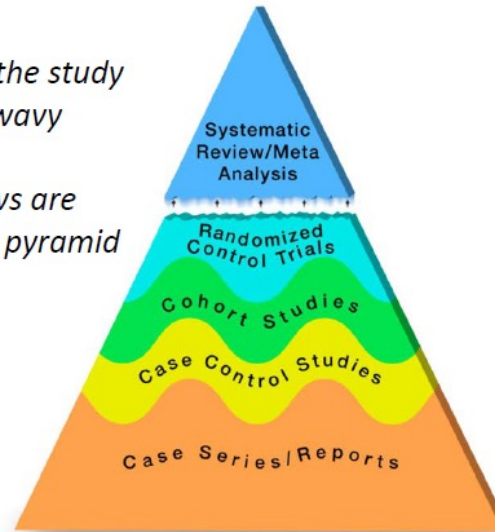 the study
wavy
ws are
pyramid
Systematic
Review/Meta
Analysis
Randomized
Control Trials
Cohort Studies
Case Control Studies
Case Series/Reports